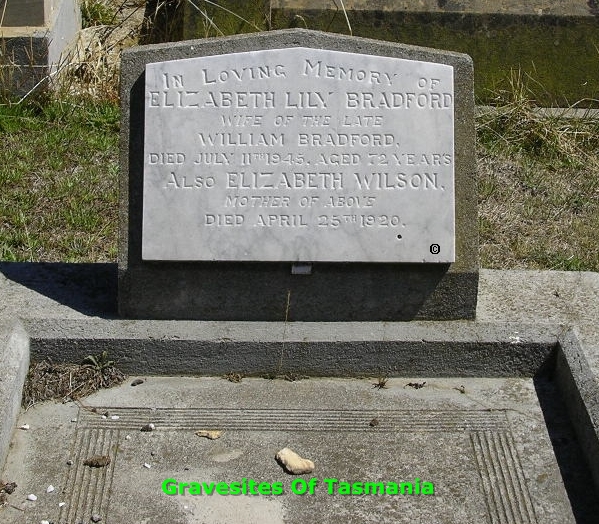 In Loving Memory of
ELIZABETH LILY BRADFORD
WIFE OF THE LATE
WILLIAM BRADFORD.
DIED JULY 11TH 1945. AGED 72 YEARS
Also ELIZABETH WILSON.
MOTHER OF ABOVE
DIED APRIL 25TH 1920.
©
Gravesites Of Tasmania